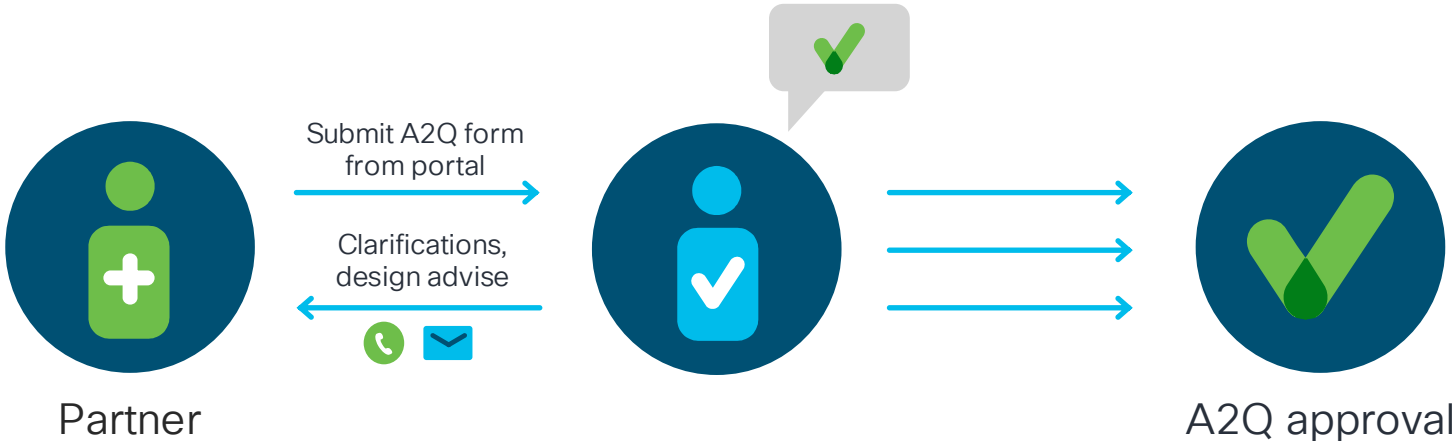 Submit A2Q form
from portal
Clarifications,
design advise
Partner
A2Q approval